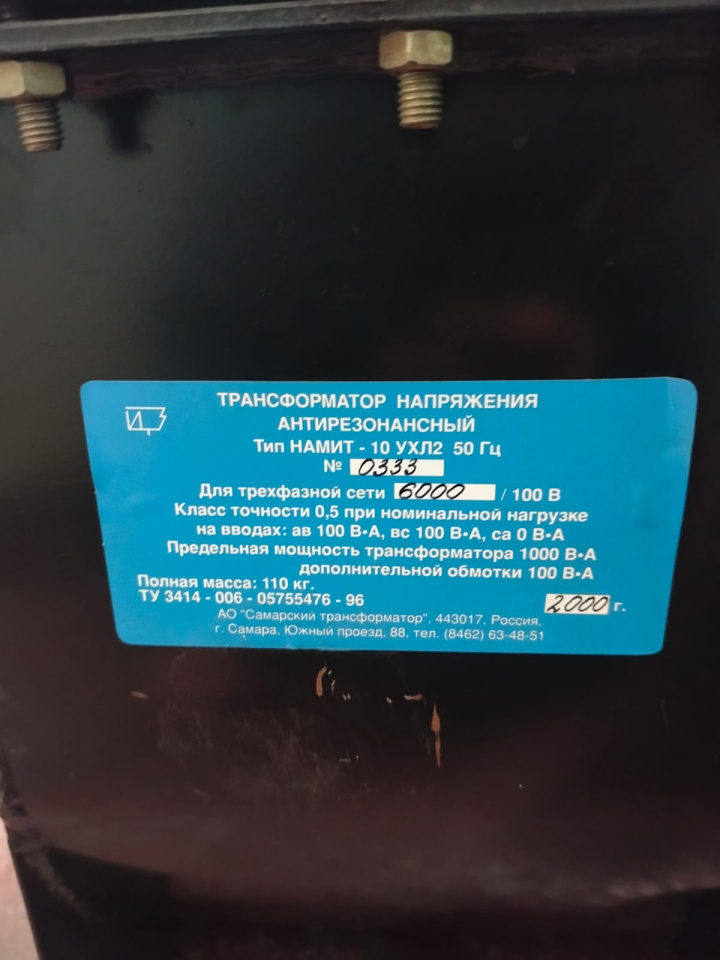 ТРАНСФОРМАТОР НАПРЯЖЕНИЯ
АНТИРЕЗОНАНСНЫЙ
Тип НАМИТ - 10 УХЛ2 50 Гц
№ 0333
Для трехфазной сети 6000 / 100 В
Класс точности 0,5 при номинальной нагрузке
на вводах: ав 100 В•А, вс 100 В•А, са 0 В•А
Предельная мощность трансформатора 1000 В•А
дополнительной обмотки 100 В•А
Полная масса: 110 кг.
ТУ 3414 - 006 - 05755476 - 96
2000 г.
АО "Самарский трансформатор", 443017, Россия,
г. Самара, Южный проезд, 88, тел. (8462) 63-48-51